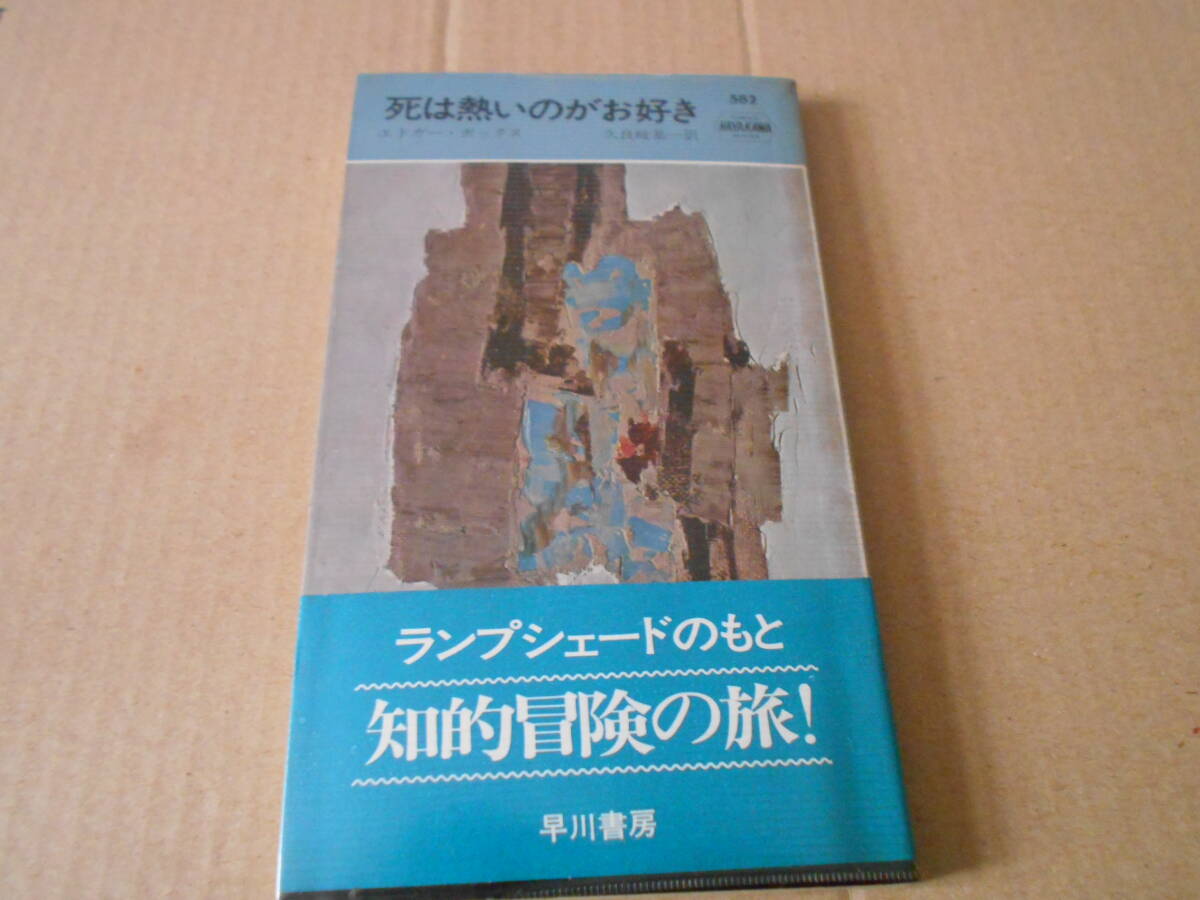 死は熱いのがお好き
582
HAYAKAWA
エドガー・ボックス
久良岐基一訳
ランプシェードのもと
知的冒険の旅!
早川書房